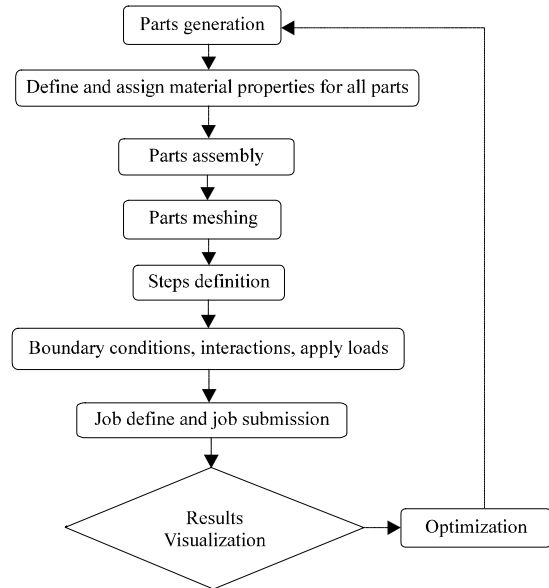 Parts generation
Define and assign material properties for all parts
Parts assembly
Parts meshing
Steps definition
Boundary conditions, interactions, apply loads
Job define and job submission
Results
Visualization
Optimization